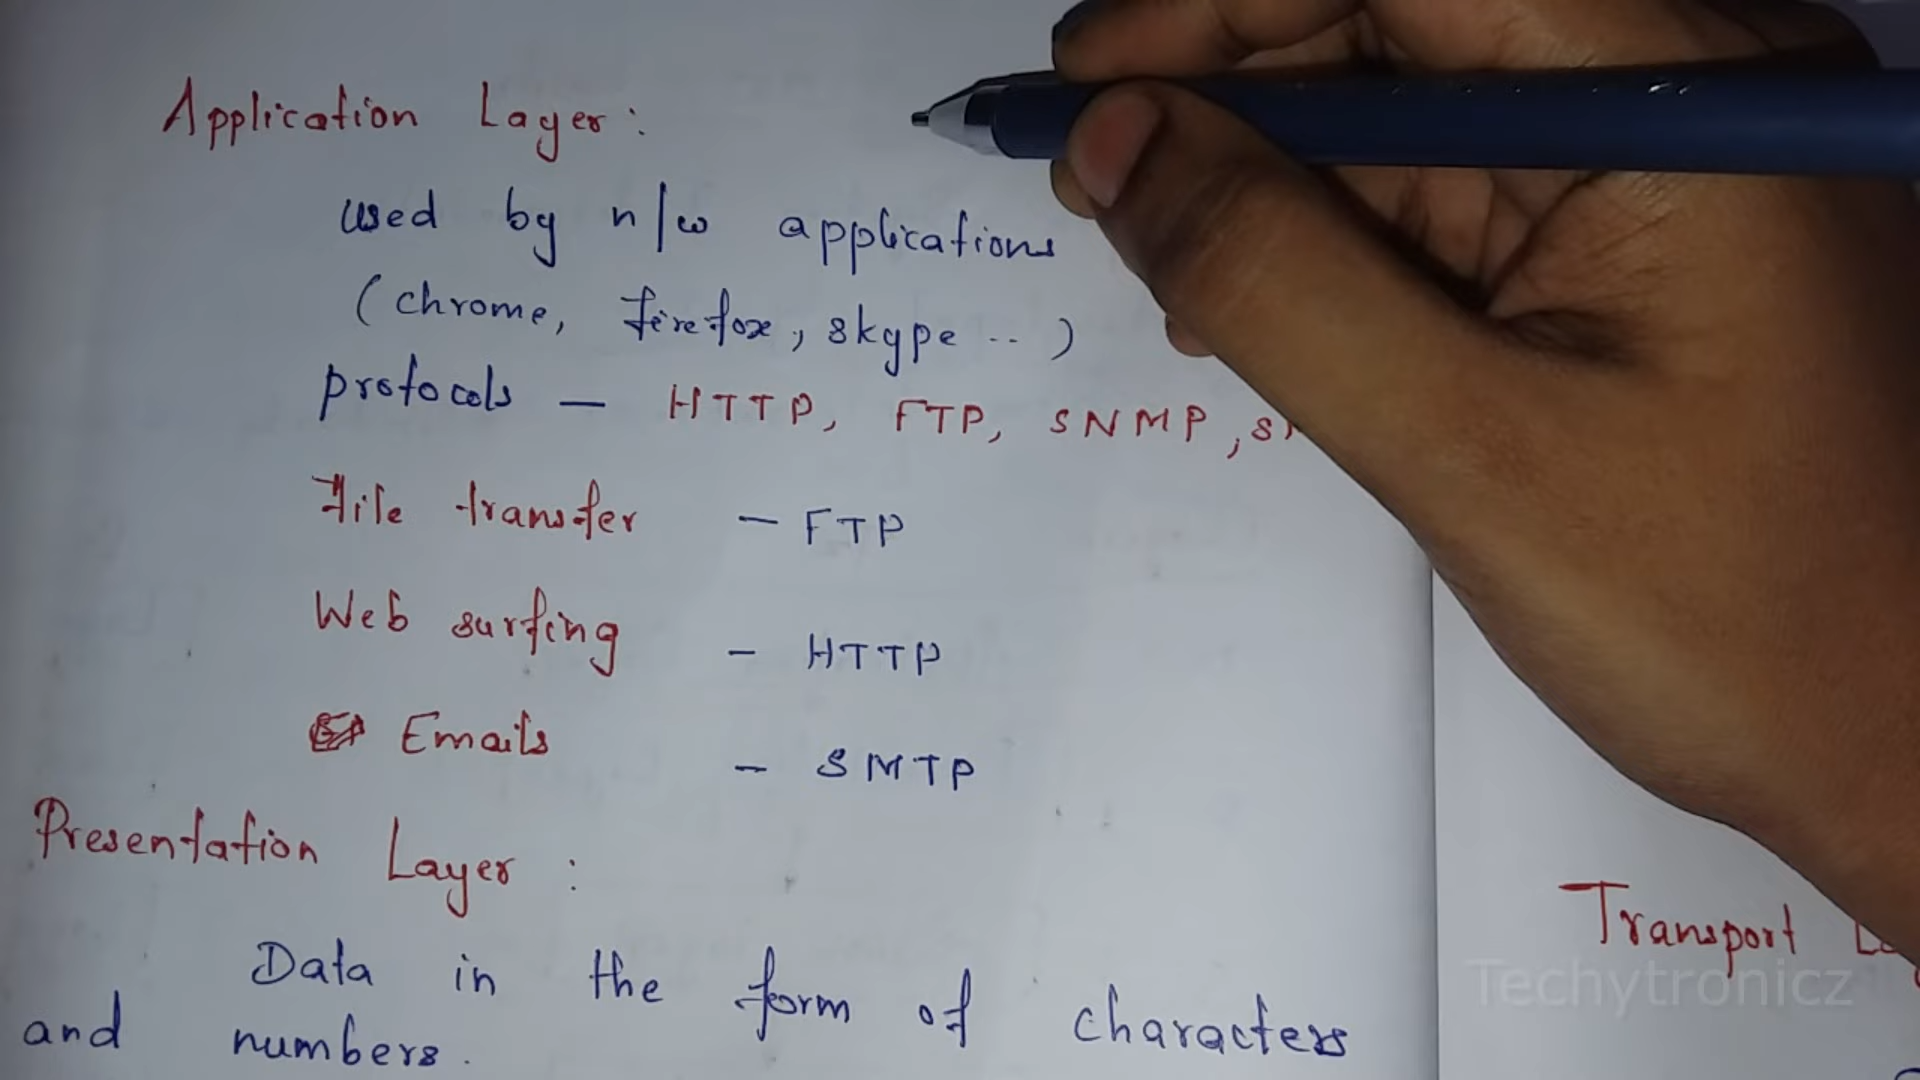 Application Layer :
used by n/w applications
(chrome, firefox, skype .. )
protocols — HTTP, FTP, SNMP,
File transfer — FTP
Web surfing — HTTP
Emails — SMTP
Presentation Layer :
Data in the form of characters
and numbers.
Transport
Techytronicz